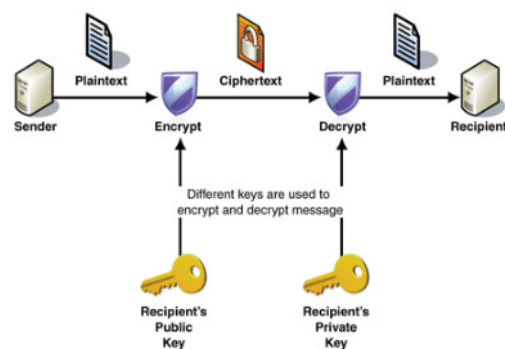 Plaintext
Ciphertext
Plaintext
Sender
Encrypt
Decrypt
Recipient
Different keys are used to
encrypt and decrypt message
Recipient's
Public
Key
Recipient's
Private
Key